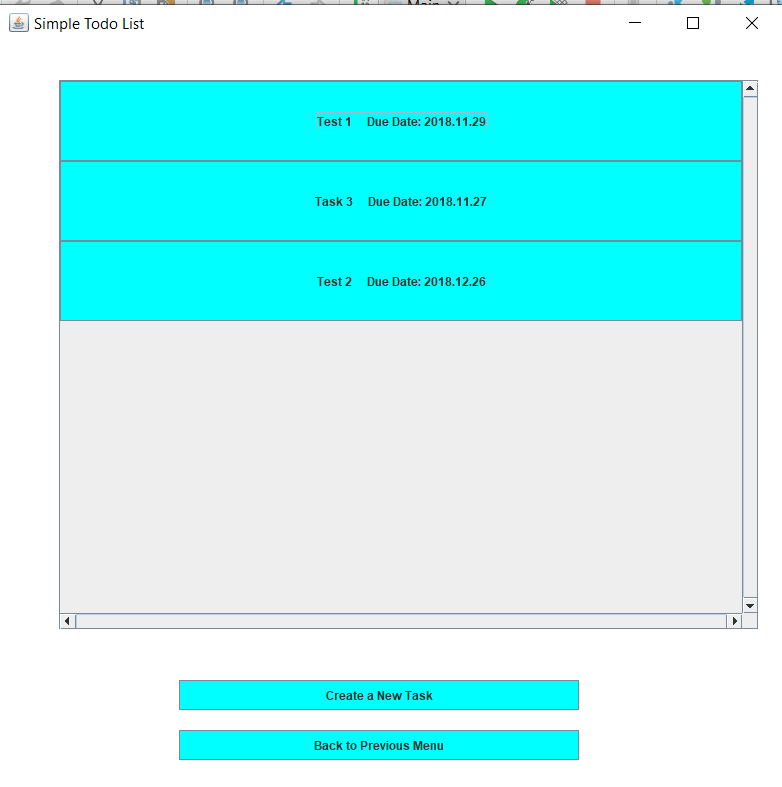 Main
Simple Todo List
Test 1 Due Date: 2018.11.29
Task 3 Due Date: 2018.11.27
Test 2 Due Date: 2018.12.26
Create a New Task
Back to Previous Menu